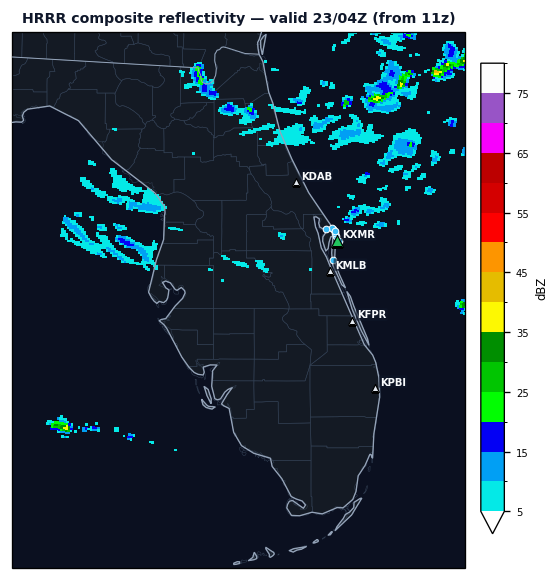 HRRR composite reflectivity — valid 23/04Z (from 11z)
KDAB
KXMR
KMLB
KFPR
KPBI
75
65
55
45
35
25
15
5
dBZ